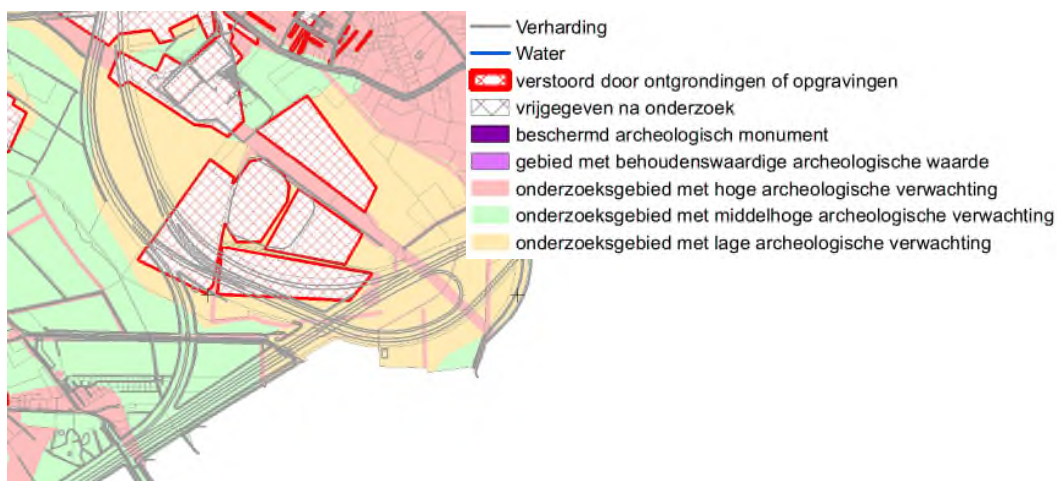 Verharding
Water
verstoord door ontgrondingen of opgravingen
vrijgegeven na onderzoek
beschermd archeologisch monument
gebied met behoudenswaardige archeologische waarde
onderzoeksgebied met hoge archeologische verwachting
onderzoeksgebied met middelhoge archeologische verwachting
onderzoeksgebied met lage archeologische verwachting